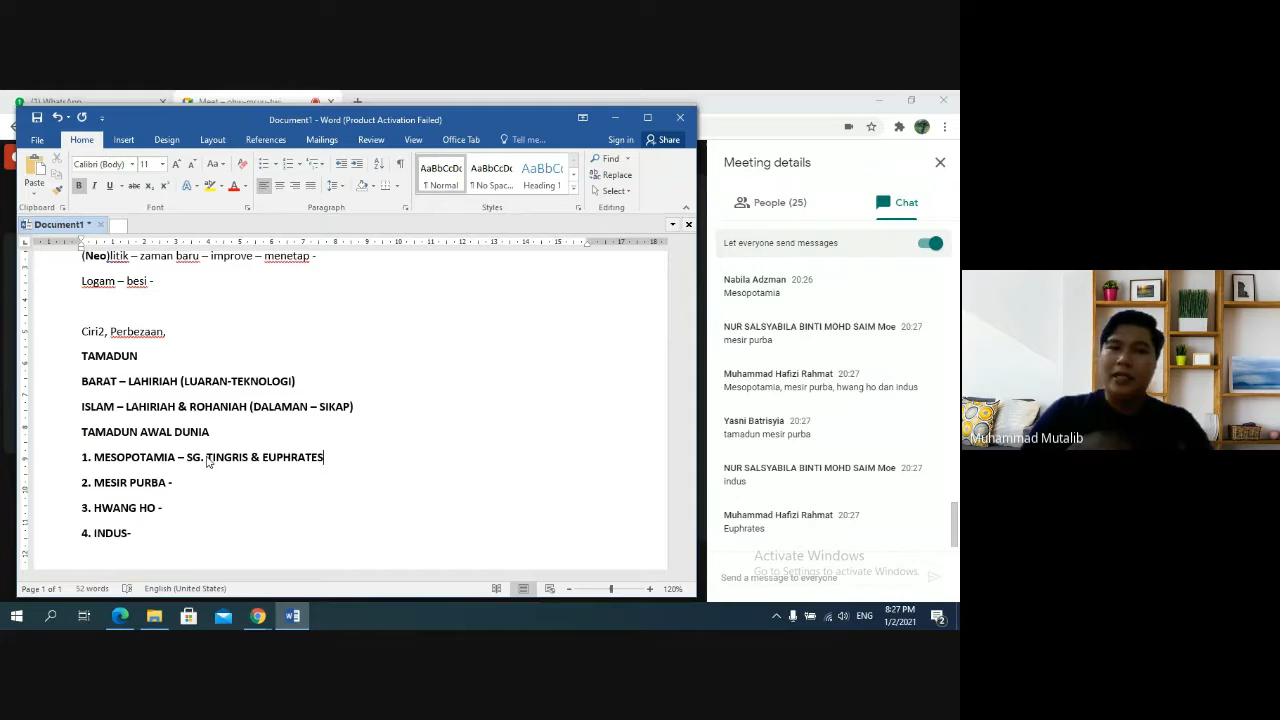 (1) WhatsApp
Document1 - Word (Product Activation Failed)
File Home Insert Design Layout References Mailings Review View Office Tab Tell me... Sign in Share
Paste
Calibri (Body) 11
Clipboard Font Paragraph Styles Editing
AaBbCcDc AaBbCcDc AaBbCc
¶ Normal ¶ No Spac... Heading 1
Find
Replace
Select
Document1 *
(Neo)litik – zaman baru – improve – menetap -
Logam – besi -
Ciri2, Perbezaan,
TAMADUN
BARAT – LAHIRIAH (LUARAN-TEKNOLOGI)
ISLAM – LAHIRIAH & ROHANIAH (DALAMAN – SIKAP)
TAMADUN AWAL DUNIA
1. MESOPOTAMIA – SG. TINGRIS & EUPHRATES
2. MESIR PURBA -
3. HWANG HO -
4. INDUS-
Page 1 of 1 52 words English (United States) 120%
Meeting details
People (25) Chat
Let everyone send messages
Nabila Adzman 20:26
Mesopotamia
NUR SALSYABILA BINTI MOHD SAIM Moe 20:27
mesir purba
Muhammad Hafizi Rahmat 20:27
Mesopotamia, mesir purba, hwang ho dan indus
Yasni Batrisyia 20:27
tamadun mesir purba
NUR SALSYABILA BINTI MOHD SAIM Moe 20:27
indus
Muhammad Hafizi Rahmat 20:27
Euphrates
Activate Windows
Go to Settings to activate Windows.
Send a message to everyone
ENG
8:27 PM
1/2/2021
2
Muhammad Mutalib